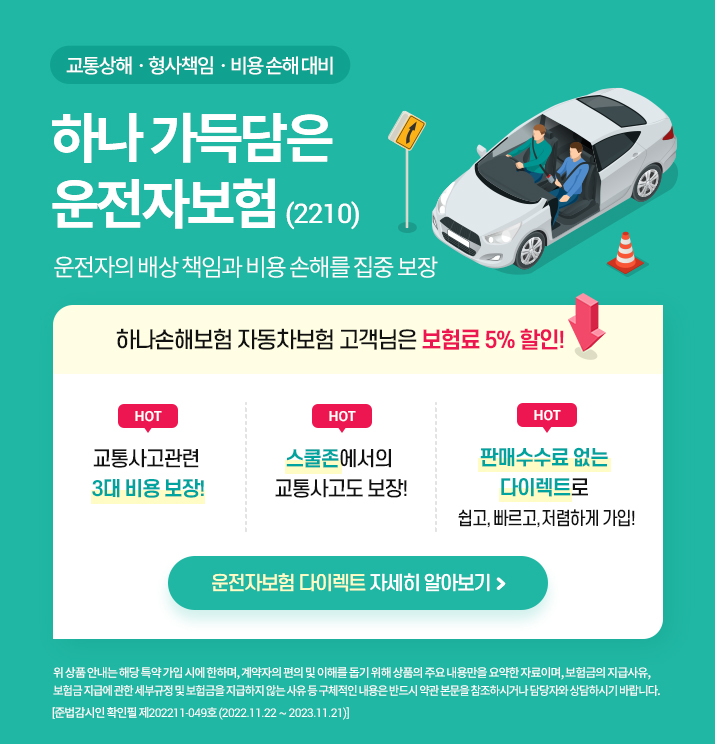 교통상해 · 형사책임 · 비용 손해 대비
하나 가득담은
운전자보험 (2210)
운전자의 배상 책임과 비용 손해를 집중 보장
하나손해보험 자동차보험 고객님은 보험료 5% 할인!
HOT
교통사고관련
3대 비용 보장!
HOT
스쿨존에서의
교통사고도 보장!
HOT
판매수수료 없는
다이렉트로
쉽고, 빠르고, 저렴하게 가입!
운전자보험 다이렉트 자세히 알아보기 >
위 상품 안내는 해당 특약 가입 시에 한하며, 계약자의 편의 및 이해를 돕기 위해 상품의 주요 내용만을 요약한 자료이며, 보험금의 지급사유,
보험금 지급에 관한 세부규정 및 보험금을 지급하지 않는 사유 등 구체적인 내용은 반드시 약관 본문을 참조하시거나 담당자와 상담하시기 바랍니다.
[준법감시인 확인필 제202211-049호 (2022.11.22 ~ 2023.11.21)]